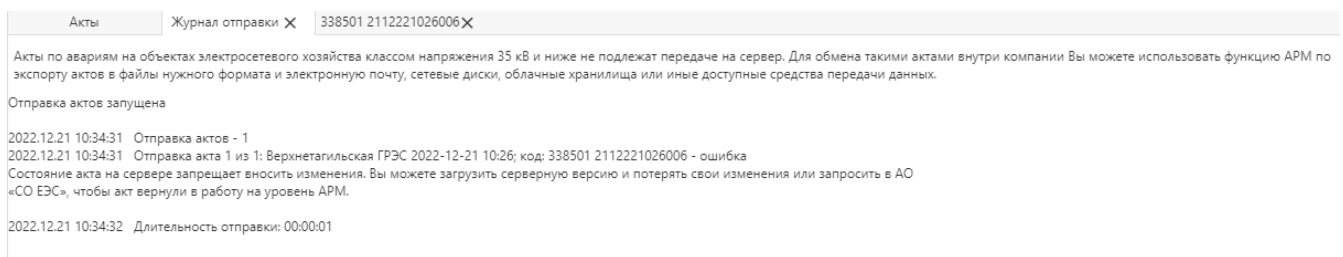 Акты Журнал отправки 338501 2112221026006
Акты по авариям на объектах электросетевого хозяйства классом напряжения 35 кВ и ниже не подлежат передаче на сервер. Для обмена такими актами внутри компании Вы можете использовать функцию АРМ по
экспорту актов в файлы нужного формата и электронную почту, сетевые диски, облачные хранилища или иные доступные средства передачи данных.
Отправка актов запущена
2022.12.21 10:34:31 Отправка актов - 1
2022.12.21 10:34:31 Отправка акта 1 из 1: Верхнетагильская ГРЭС 2022-12-21 10:26; код: 338501 2112221026006 - ошибка
Состояние акта на сервере запрещает вносить изменения. Вы можете загрузить серверную версию и потерять свои изменения или запросить в АО
«СО ЕЭС», чтобы акт вернули в работу на уровень АРМ.
2022.12.21 10:34:32 Длительность отправки: 00:00:01